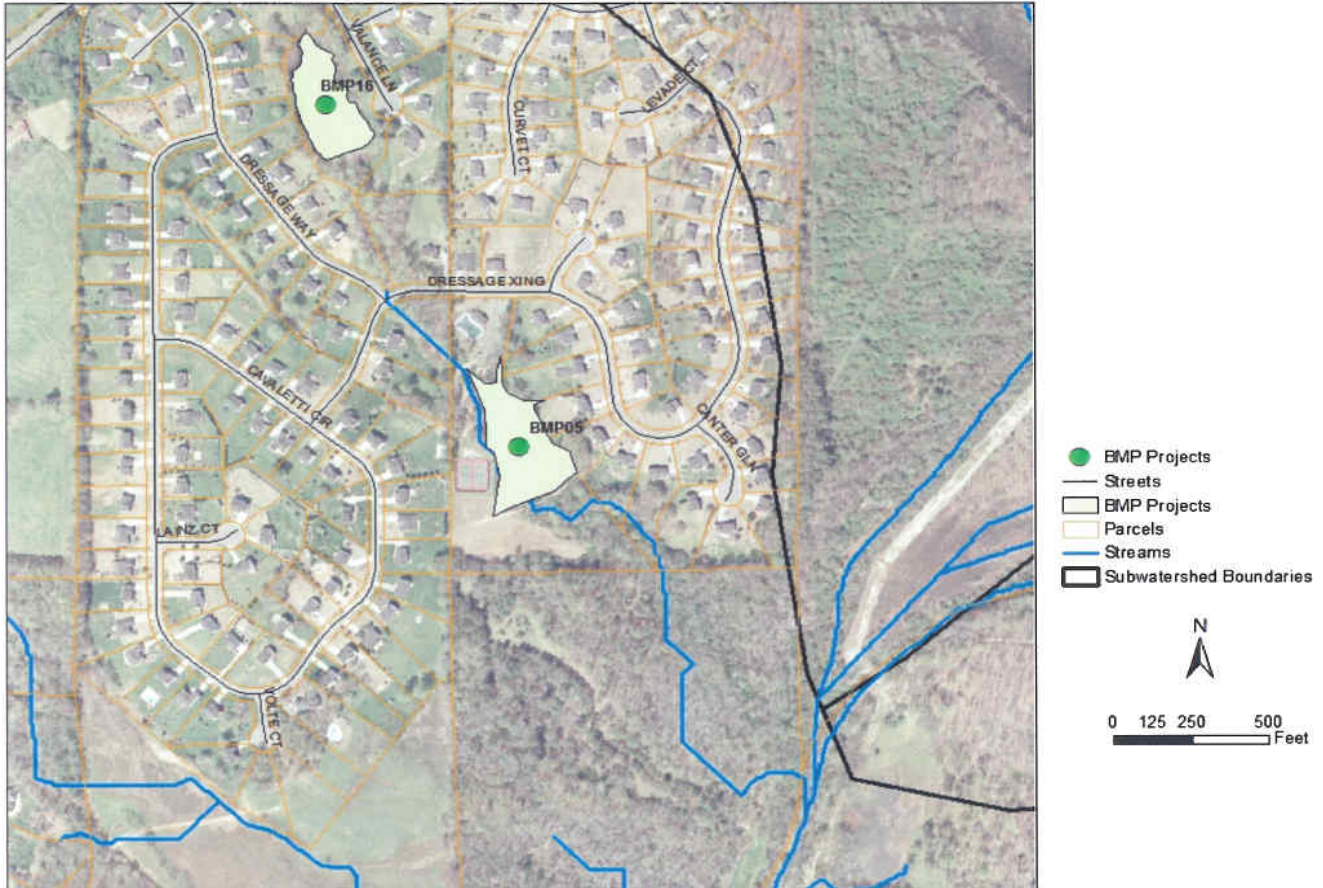 VALANCE LN
BMP16
LEVADE CT
CURVET CT
DRESSAGE WAY
DRESSAGE XING
CAVALETTI CIR
BMP05
CANTER GLN
LAINZ CT
VOLTE CT
BMP Projects
Streets
BMP Projects
Parcels
Streams
Subwatershed Boundaries
N
0 125 250 500
Feet